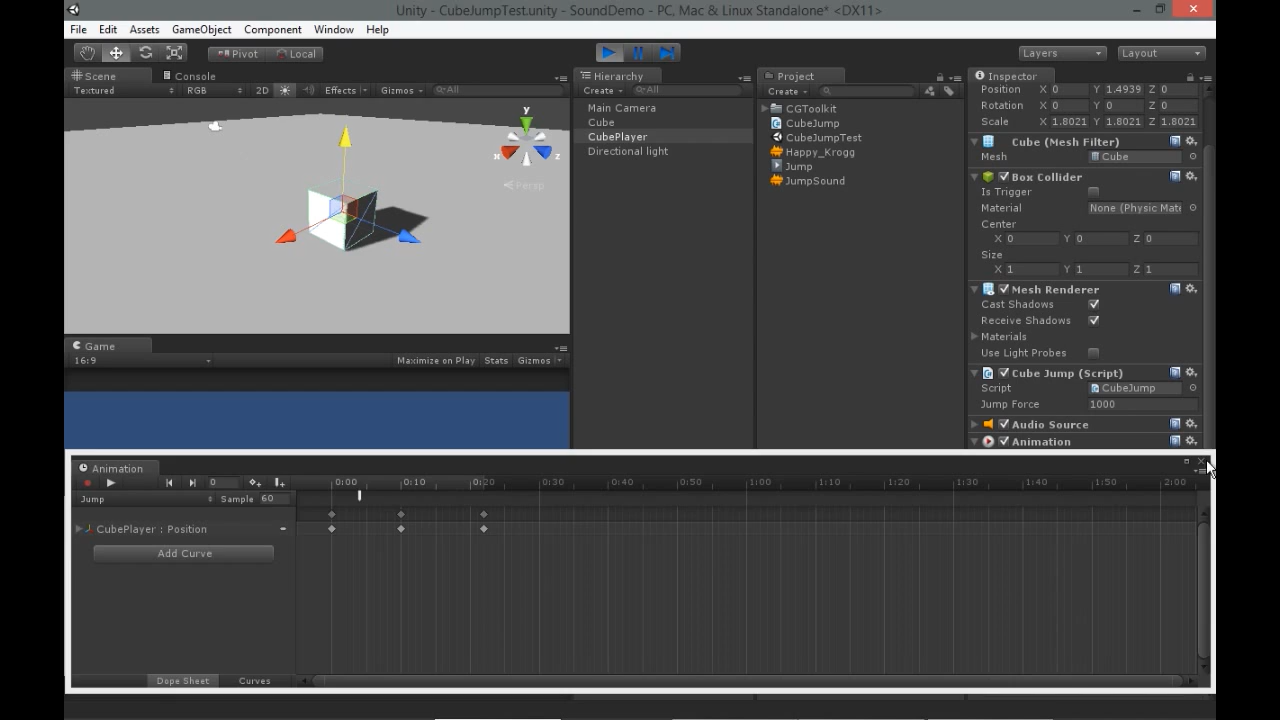 Unity - CubeJumpTest.unity - SoundDemo - PC, Mac & Linux Standalone* <DX11>
File Edit Assets GameObject Component Window Help
Pivot Local Layers Layout
Scene Console
Textured RGB 2D Effects Gizmos All
y
x z
Persp
Game
16:9 Maximize on Play Stats Gizmos
Hierarchy
Create All
Main Camera
Cube
CubePlayer
Directional light
Project
Create
CGToolkit
CubeJump
CubeJumpTest
Happy_Krogg
Jump
JumpSound
Inspector
Position X 0 Y 1.4939 Z 0
Rotation X 0 Y 0 Z 0
Scale X 1.8021 Y 1.8021 Z 1.8021
Cube (Mesh Filter)
Mesh Cube
Box Collider
Is Trigger
Material None (Physic Mat
Center
X 0 Y 0 Z 0
Size
X 1 Y 1 Z 1
Mesh Renderer
Cast Shadows
Receive Shadows
Materials
Use Light Probes
Cube Jump (Script)
Script CubeJump
Jump Force 1000
Audio Source
Animation
Animation
0 0:00 0:10 0:20 0:30 0:40 0:50 1:00 1:10 1:20 1:30 1:40 1:50 2:00
Jump Sample 60
CubePlayer : Position
Add Curve
Dope Sheet Curves